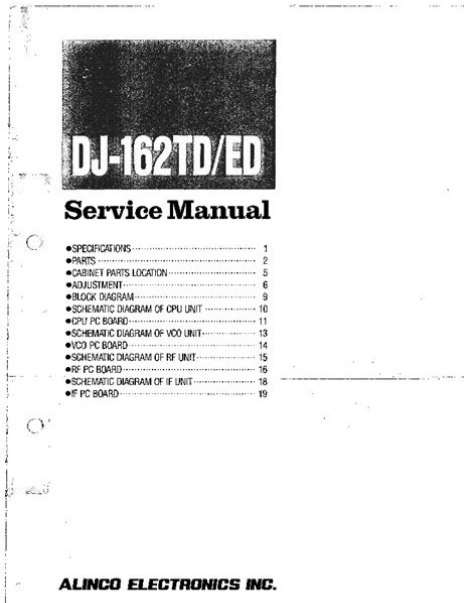 DJ-162TD/ED
Service Manual
●SPECIFICATIONS 1
●PARTS 2
●CABINET PARTS LOCATION 5
●ADJUSTMENT 6
●BLOCK DIAGRAM 9
●SCHEMATIC DIAGRAM OF CPU UNIT 10
●CPU PC BOARD 11
●SCHEMATIC DIAGRAM OF VCO UNIT 13
●VCO PC BOARD 14
●SCHEMATIC DIAGRAM OF RF UNIT 15
●RF PC BOARD 16
●SCHEMATIC DIAGRAM OF IF UNIT 18
●IF PC BOARD 19
ALINCO ELECTRONICS INC.